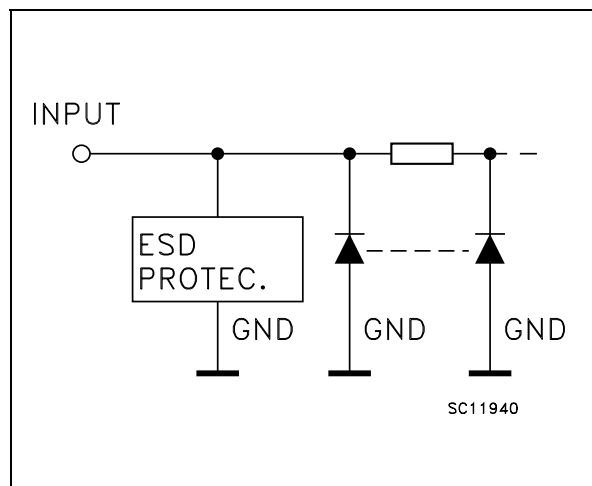 INPUT
ESD
PROTEC.
GND
GND
GND
SC11940